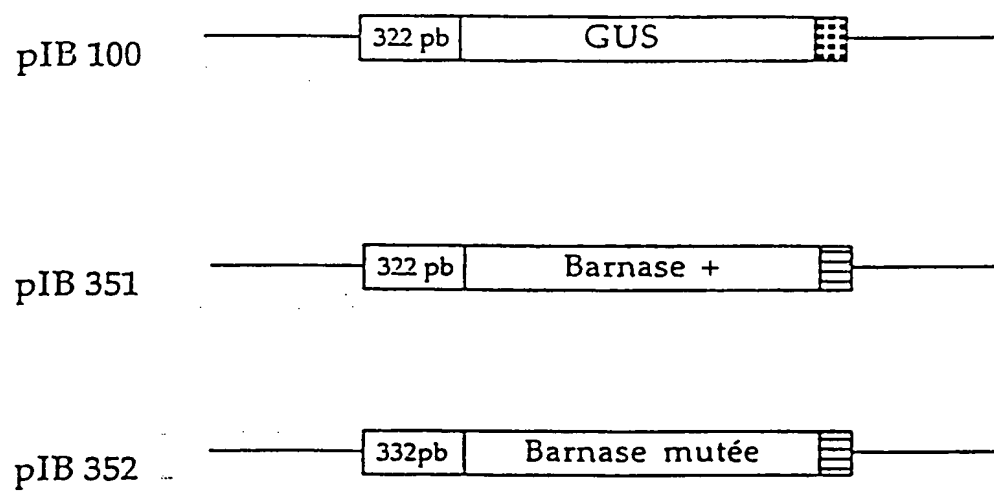 pIB 100 322 pb GUS
pIB 351 322 pb Barnase +
pIB 352 332pb Barnase mutée